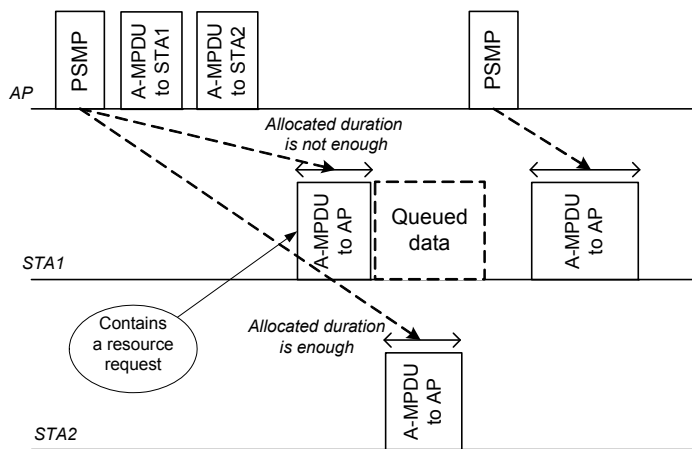 PSMP
A-MPDU
to STA1
A-MPDU
to STA2
PSMP
AP
Allocated duration
is not enough
A-MPDU
to AP
Queued
data
A-MPDU
to AP
STA1
Contains
a resource
request
Allocated duration
is enough
A-MPDU
to AP
STA2